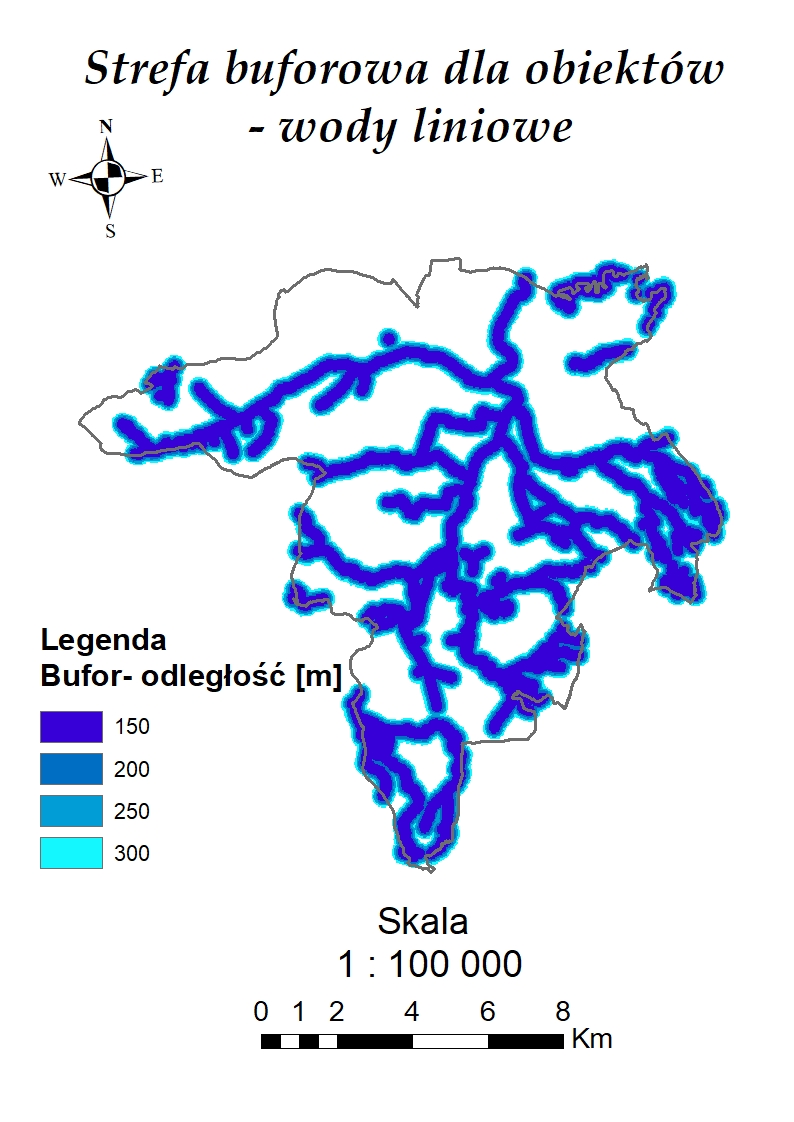 Strefa buforowa dla obiektów
- wody liniowe
N
W E
S
Legenda
Bufor- odległość [m]
150
200
250
300
Skala
1 : 100 000
0 1 2 4 6 8
Km